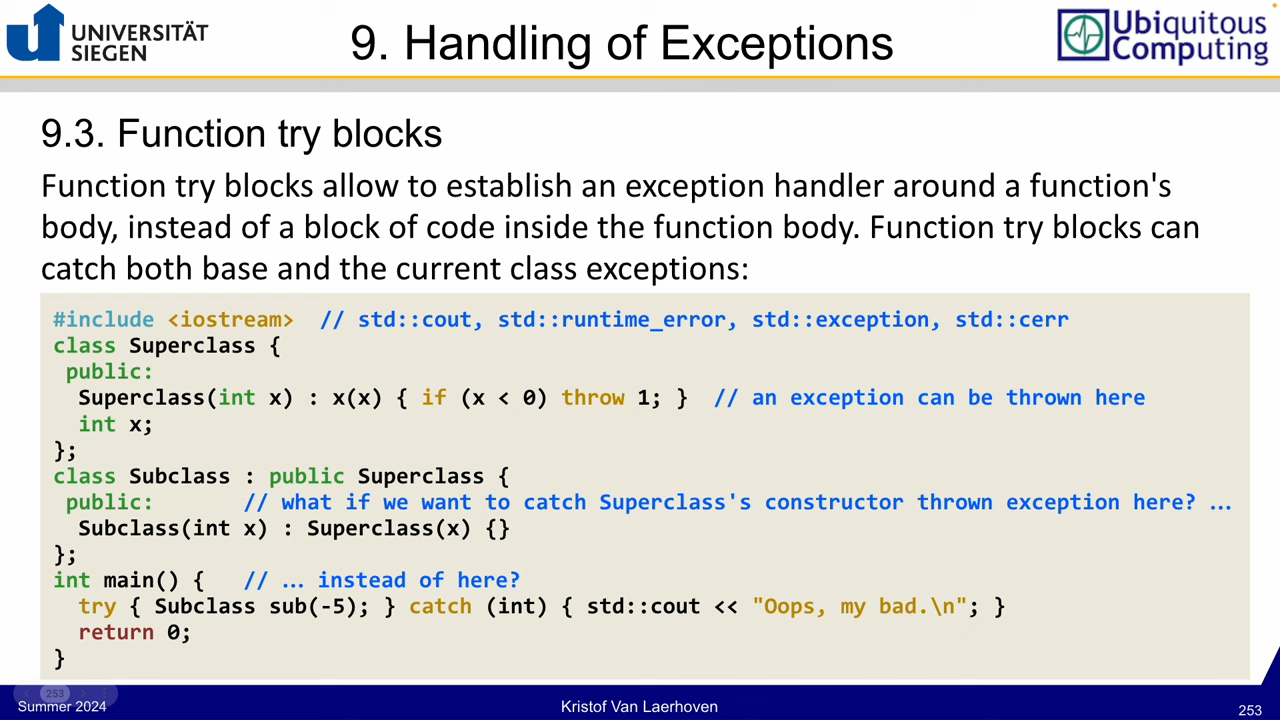 UNIVERSITÄT
SIEGEN
9. Handling of Exceptions
Ubiquitous
Computing
9.3. Function try blocks
Function try blocks allow to establish an exception handler around a function's
body, instead of a block of code inside the function body. Function try blocks can
catch both base and the current class exceptions:
#include <iostream>  // std::cout, std::runtime_error, std::exception, std::cerr
class Superclass {
 public:
  Superclass(int x) : x(x) { if (x < 0) throw 1; }  // an exception can be thrown here
  int x;
};
class Subclass : public Superclass {
 public:       // what if we want to catch Superclass's constructor thrown exception here? …
  Subclass(int x) : Superclass(x) {}
};
int main() {   // … instead of here?
  try { Subclass sub(-5); } catch (int) { std::cout << "Oops, my bad.\n"; }
  return 0;
}
253
Summer 2024
Kristof Van Laerhoven
253